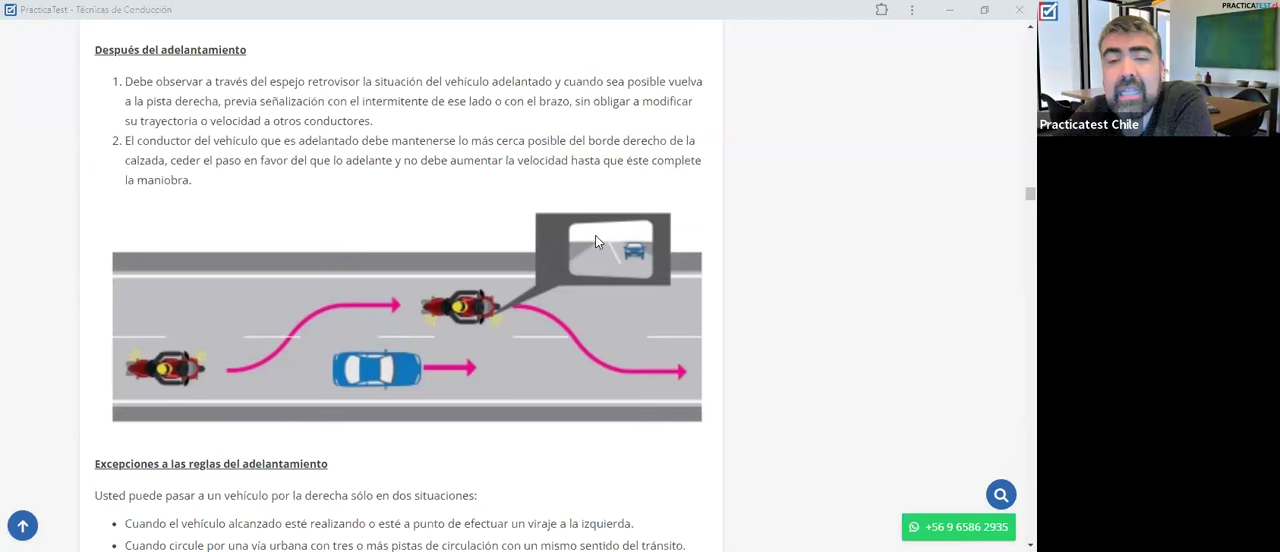 PracticaTest - Técnicas de Conducción
PRACTICATEST.cl
Practicatest Chile
Después del adelantamiento
1. Debe observar a través del espejo retrovisor la situación del vehículo adelantado y cuando sea posible vuelva
a la pista derecha, previa señalización con el intermitente de ese lado o con el brazo, sin obligar a modificar
su trayectoria o velocidad a otros conductores.
2. El conductor del vehículo que es adelantado debe mantenerse lo más cerca posible del borde derecho de la
calzada, ceder el paso en favor del que lo adelante y no debe aumentar la velocidad hasta que éste complete
la maniobra.
Excepciones a las reglas del adelantamiento
Usted puede pasar a un vehículo por la derecha sólo en dos situaciones:
• Cuando el vehículo alcanzado esté realizando o esté a punto de efectuar un viraje a la izquierda.
• Cuando circule por una vía urbana con tres o más pistas de circulación con un mismo sentido del tránsito.
+56 9 6586 2935